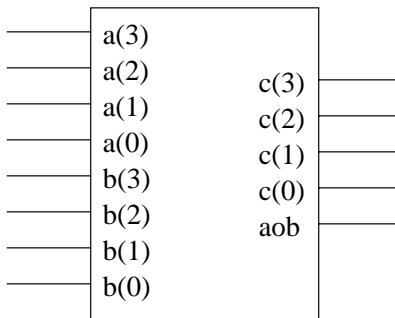 a(3)
a(2)
a(1)
a(0)
b(3)
b(2)
b(1)
b(0)
c(3)
c(2)
c(1)
c(0)
aob